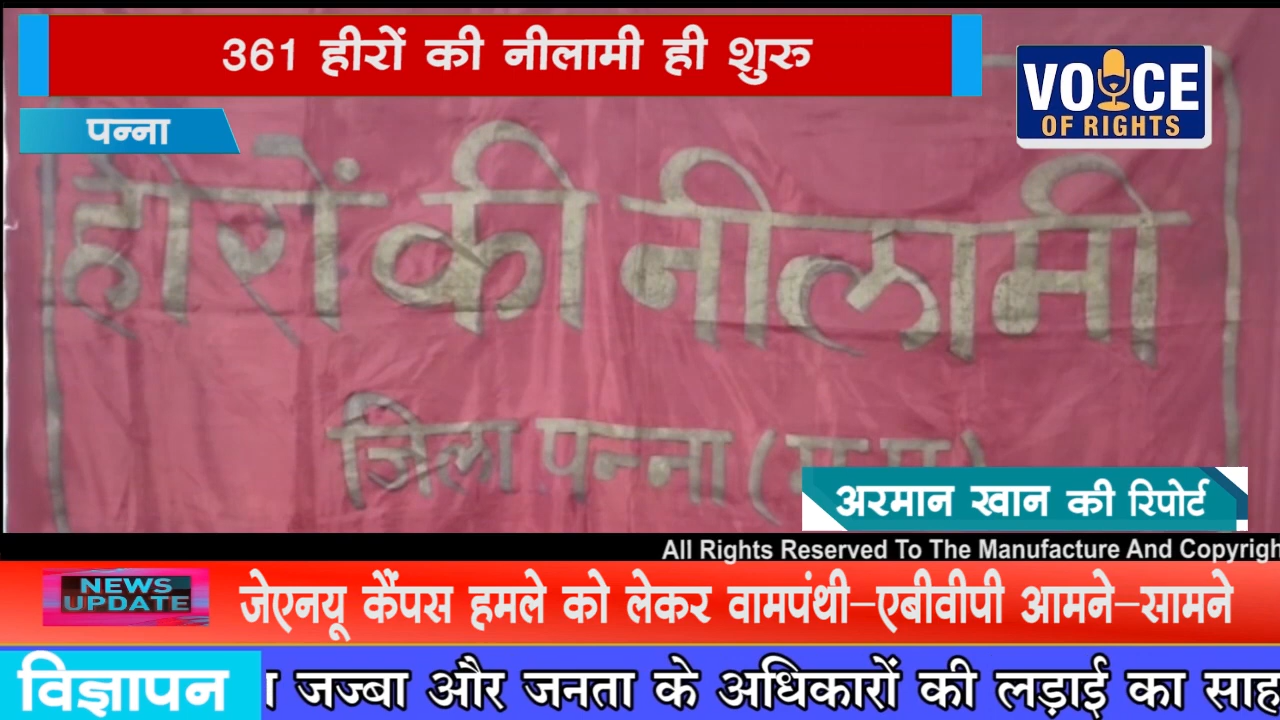 361 हीरों की नीलामी ही शुरु
VOICE
OF RIGHTS
पन्ना
हीरों की नीलामी
जिला पन्ना (
अरमान खान की रिपोर्ट
All Rights Reserved To The Manufacture And Copyrigh
NEWS
UPDATE
जेएनयू कैंपस हमले को लेकर वामपंथी-एबीवीपी आमने-सामने
विज्ञापन
जज्बा और जनता के अधिकारों की लड़ाई का साह